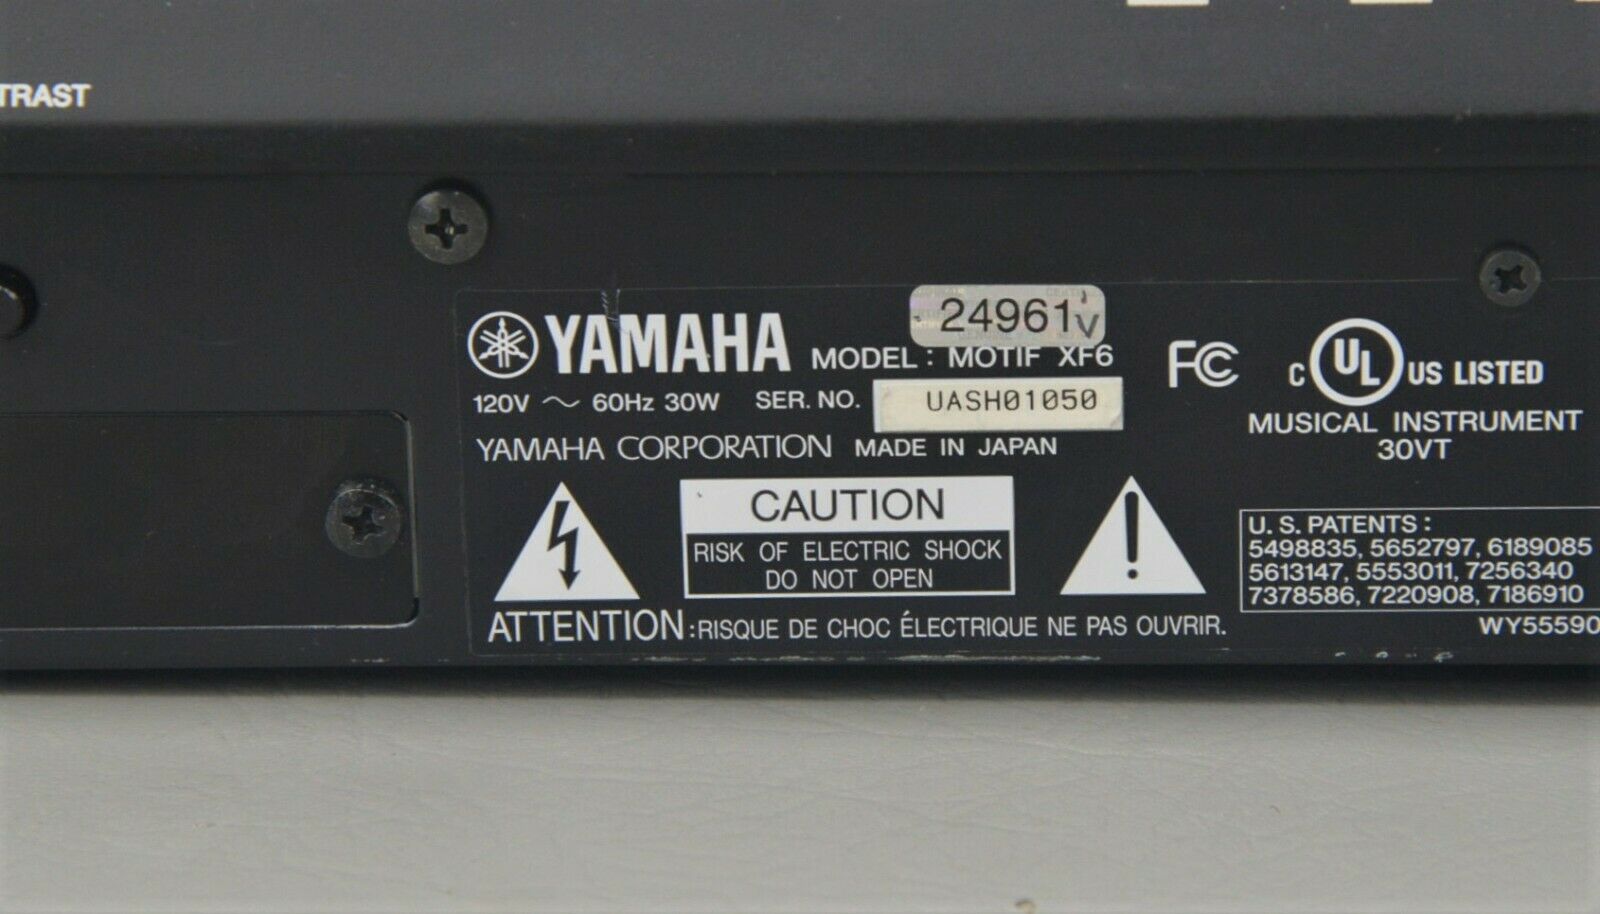 TRAST
24961V
YAMAHA MODEL : MOTIF XF6
120V ~ 60Hz 30W SER. NO. UASH01050
YAMAHA CORPORATION MADE IN JAPAN
FC
C UL US LISTED
MUSICAL INSTRUMENT
30VT
CAUTION
RISK OF ELECTRIC SHOCK
DO NOT OPEN
ATTENTION : RISQUE DE CHOC ÉLECTRIQUE NE PAS OUVRIR.
U. S. PATENTS :
5498835, 5652797, 6189085
5613147, 5553011, 7256340
7378586, 7220908, 7186910
WY55590